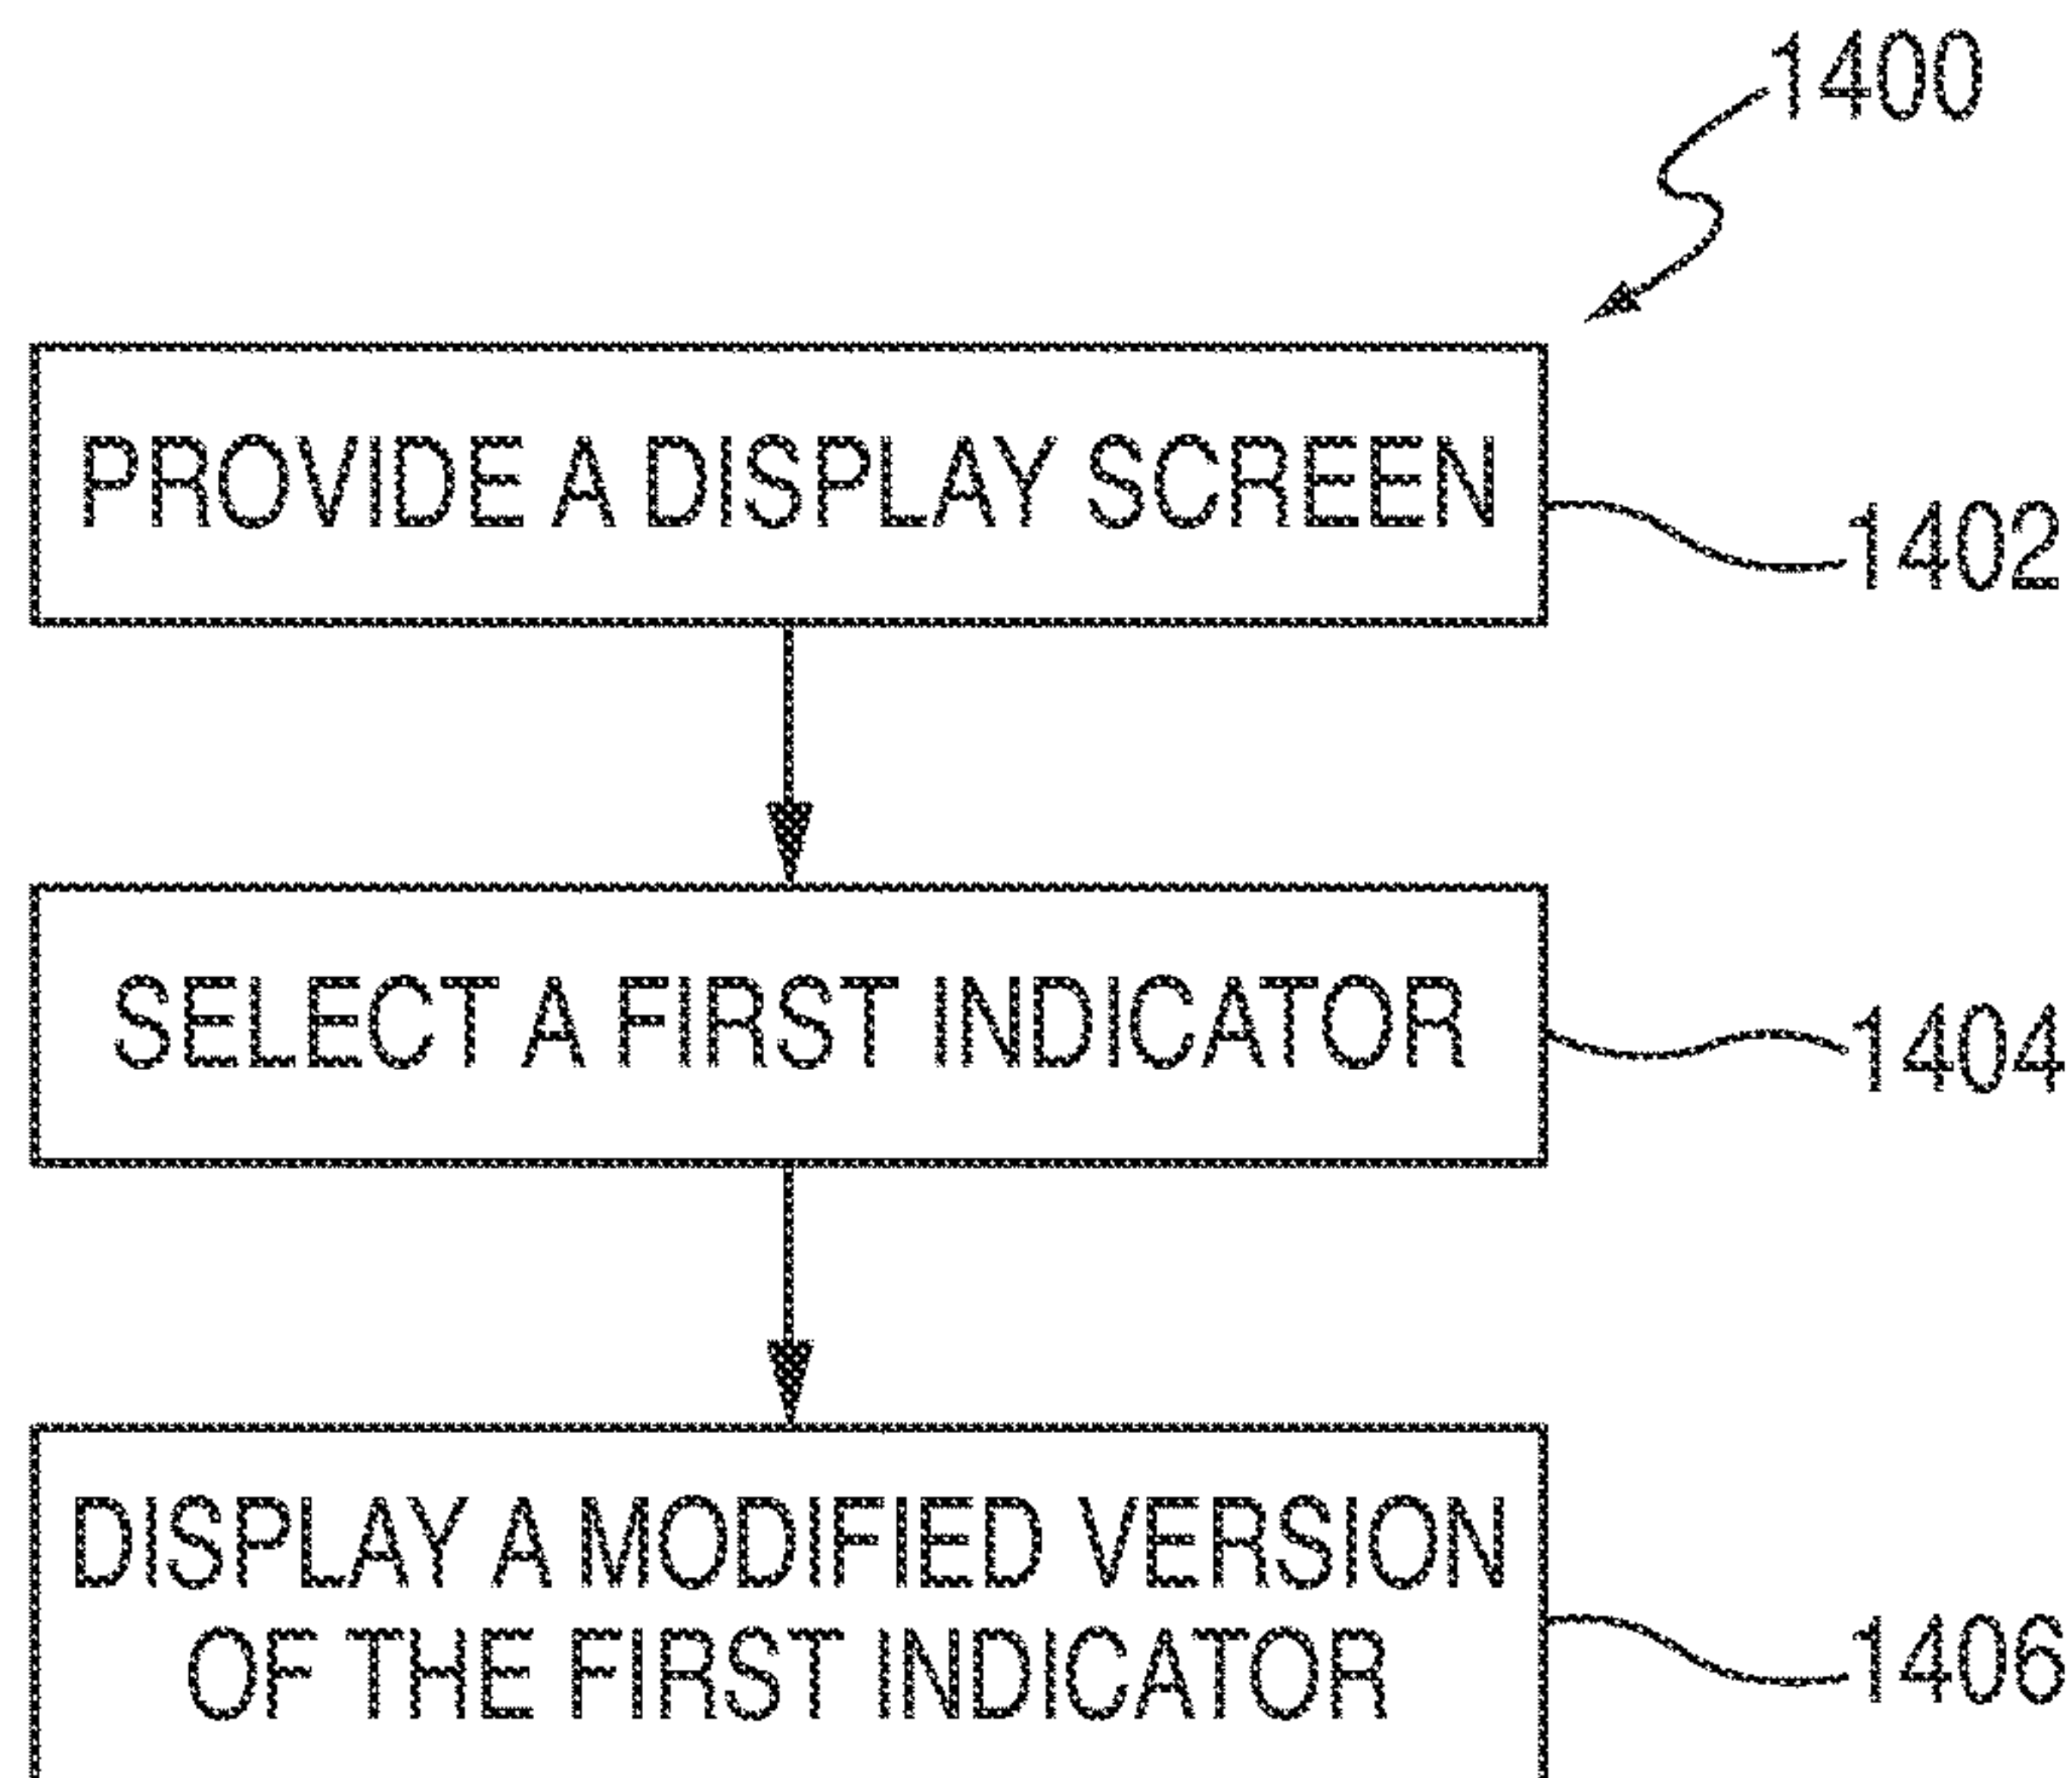 1400
PROVIDE A DISPLAY SCREEN
1402
SELECT A FIRST INDICATOR
1404
DISPLAY A MODIFIED VERSION
OF THE FIRST INDICATOR
1406